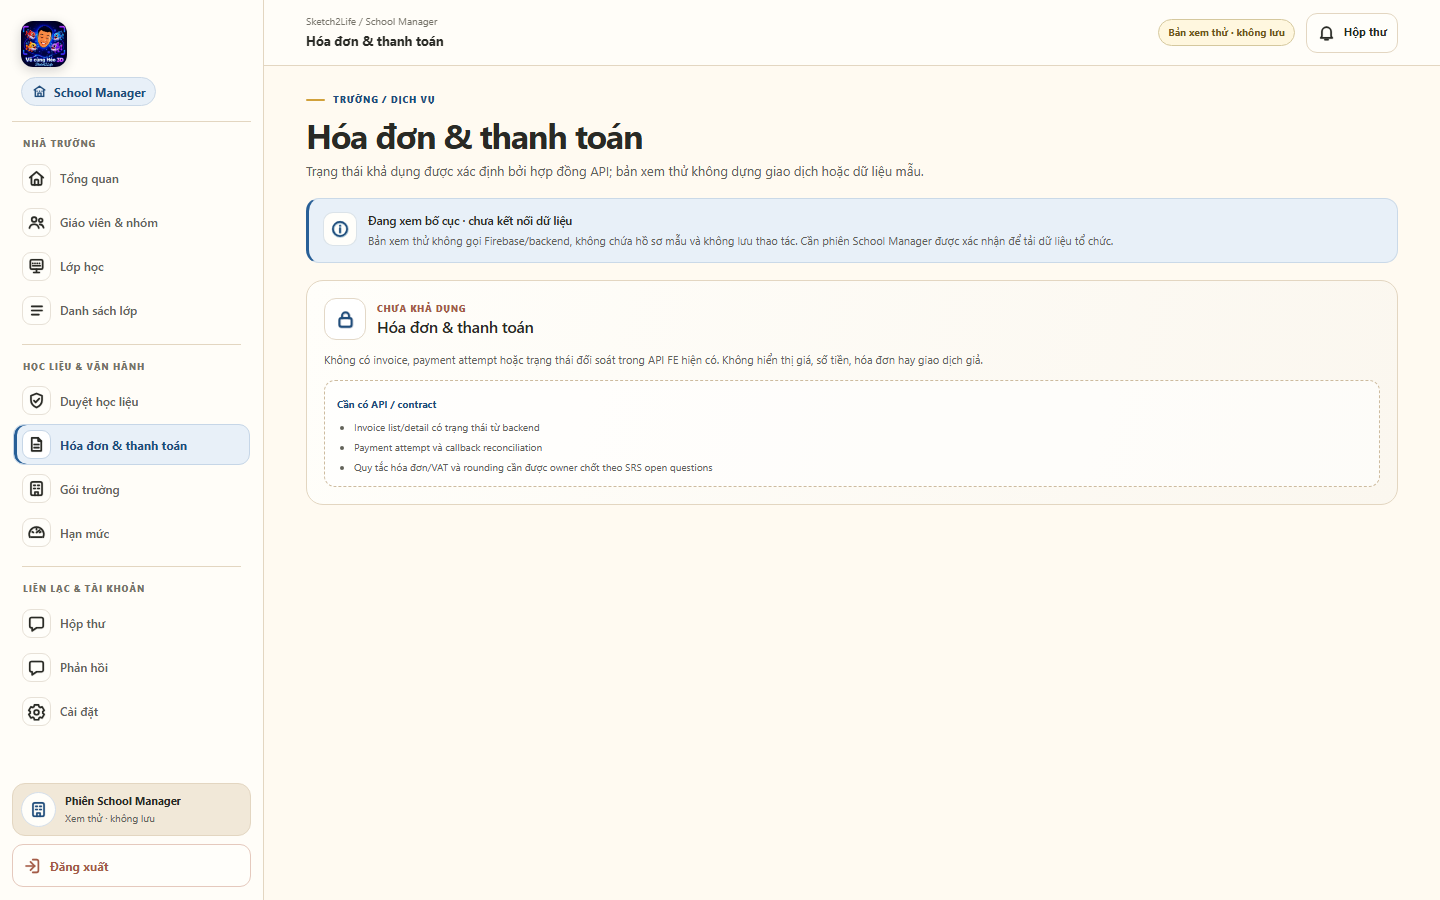 School Manager
NHÀ TRƯỜNG
Tổng quan
Giáo viên & nhóm
Lớp học
Danh sách lớp
HỌC LIỆU & VẬN HÀNH
Duyệt học liệu
Hóa đơn & thanh toán
Gói trường
Hạn mức
LIÊN LẠC & TÀI KHOẢN
Hộp thư
Phản hồi
Cài đặt
Phiên School Manager
Xem thử · không lưu
Đăng xuất
Sketch2Life / School Manager
Hóa đơn & thanh toán
Bản xem thử · không lưu
Hộp thư
TRƯỜNG / DỊCH VỤ
Hóa đơn & thanh toán
Trạng thái khả dụng được xác định bởi hợp đồng API; bản xem thử không dựng giao dịch hoặc dữ liệu mẫu.
Đang xem bố cục · chưa kết nối dữ liệu
Bản xem thử không gọi Firebase/backend, không chứa hồ sơ mẫu và không lưu thao tác. Cần phiên School Manager được xác nhận để tải dữ liệu tổ chức.
CHƯA KHẢ DỤNG
Hóa đơn & thanh toán
Không có invoice, payment attempt hoặc trạng thái đối soát trong API FE hiện có. Không hiển thị giá, số tiền, hóa đơn hay giao dịch giả.
Cần có API / contract
Invoice list/detail có trạng thái từ backend
Payment attempt và callback reconciliation
Quy tắc hóa đơn/VAT và rounding cần được owner chốt theo SRS open questions